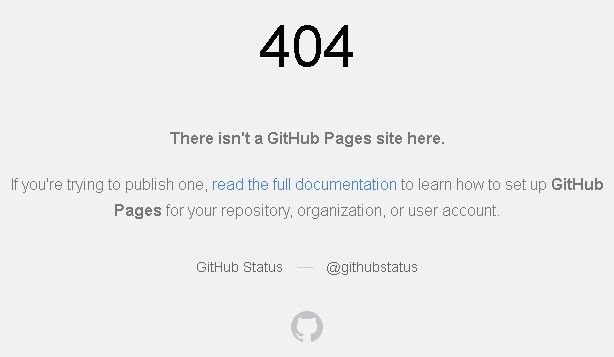 404
There isn't a GitHub Pages site here.
If you're trying to publish one, read the full documentation to learn how to set up GitHub
Pages for your repository, organization, or user account.
GitHub Status — @githubstatus